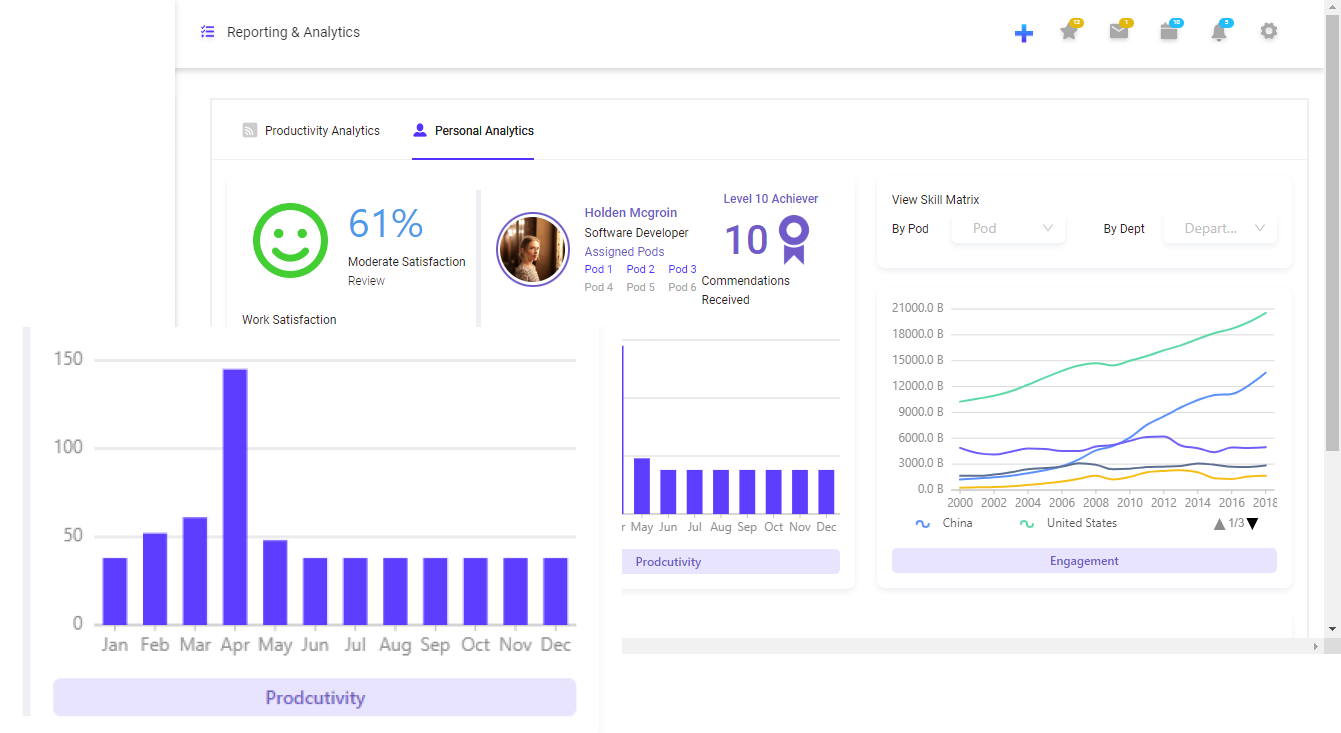 Reporting & Analytics
12
1
10
5
Productivity Analytics
Personal Analytics
61%
Moderate Satisfaction
Review
Work Satisfaction
Holden Mcgroin
Software Developer
Assigned Pods
Pod 1 Pod 2 Pod 3
Pod 4 Pod 5 Pod 6
Level 10 Achiever
10
Commendations
Received
View Skill Matrix
By Pod Pod By Dept Depart...
150
100
50
0
Jan Feb Mar Apr May Jun Jul Aug Sep Oct Nov Dec
Prodcutivity
r May Jun Jul Aug Sep Oct Nov Dec
Prodcutivity
21000.0 B
18000.0 B
15000.0 B
12000.0 B
9000.0 B
6000.0 B
3000.0 B
0.0 B
2000 2002 2004 2006 2008 2010 2012 2014 2016 2018
China United States 1/3
Engagement